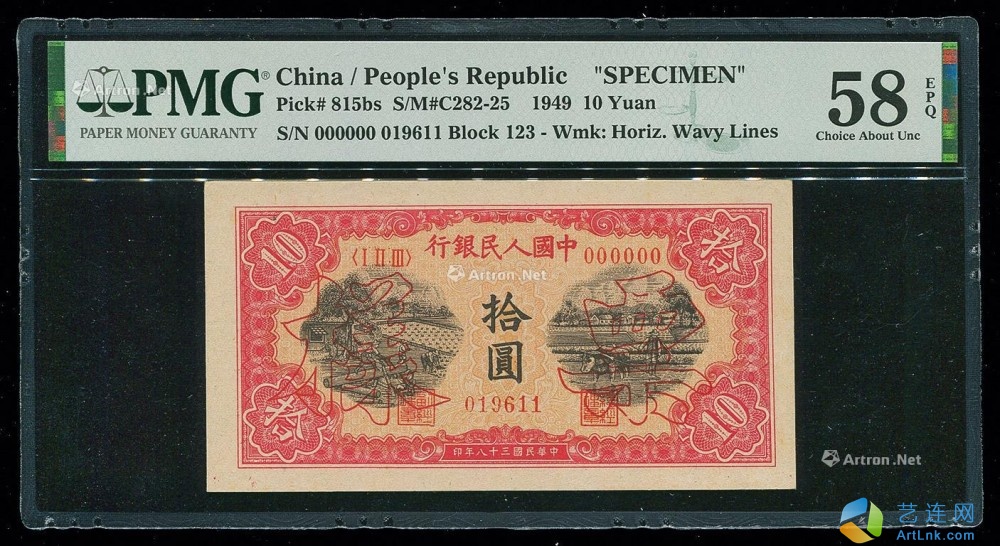 PMG® China / People's Republic "SPECIMEN" 58 EPQ
PAPER MONEY GUARANTY Pick# 815bs S/M#C282-25 1949 10 Yuan Choice About Unc
S/N 000000 019611 Block 123 - Wmk: Horiz. Wavy Lines
Artron.Net
10 行銀民人國中 拾
〈I II III〉 000000
Artron.Net
拾
圓
019611
拾 印年八十三國民華中 10
Artron.Net
艺连网
ArtLnk.com